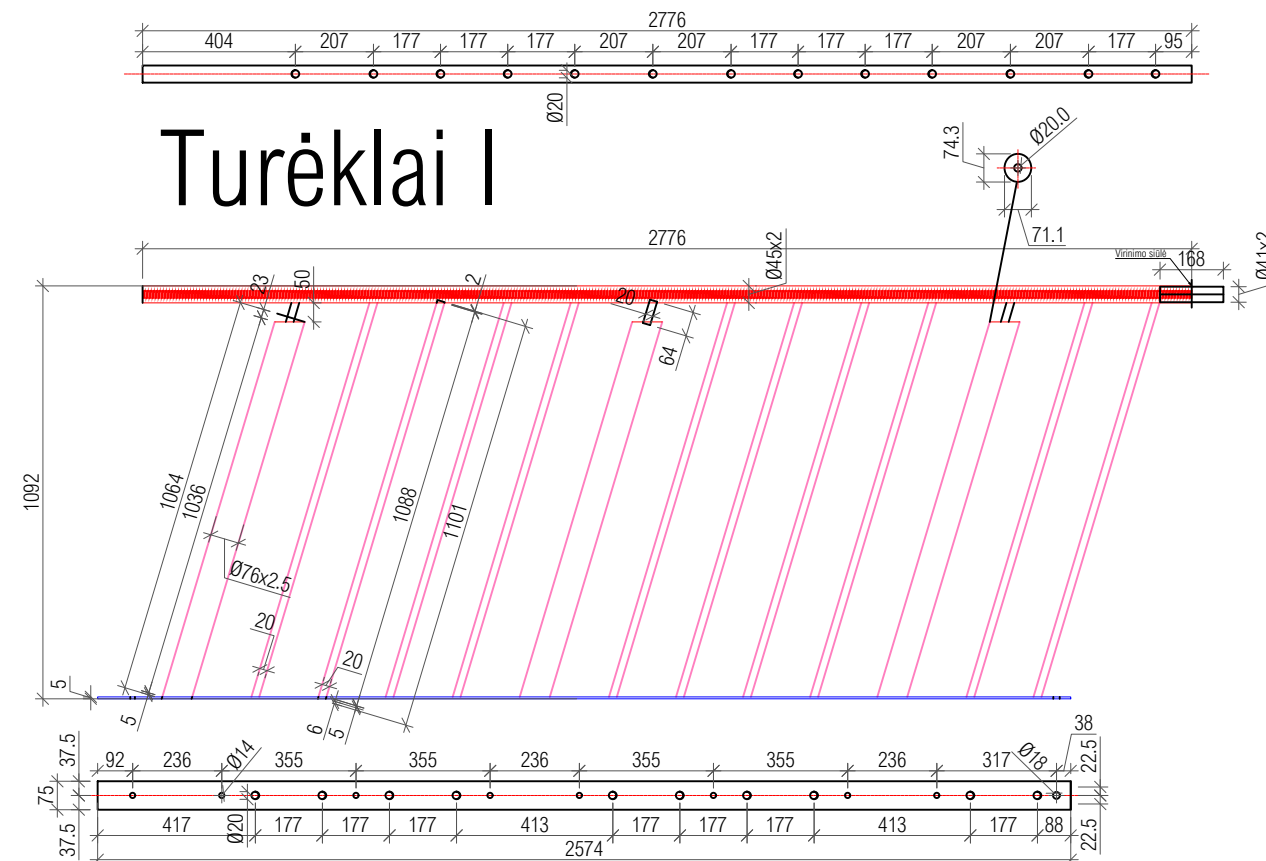 2776
404 207 177 177 177 207 207 177 177 177 207 207 177 95
Ø20
Turėklai I
74.3
Ø20.0
71.1
2776
Ø45x2
Virinimo siūlė
168
Ø41x2
23
50
2
20
64
1092
1064
1036
1088
1101
Ø76x2.5
20
20
5
5
6
5
38
37.5
92 236 Ø14 355 355 236 355 355 236 317 Ø18
22.5
75
37.5
417 Ø20 177 177 177 413 177 177 177 413 177 88
22.5
2574